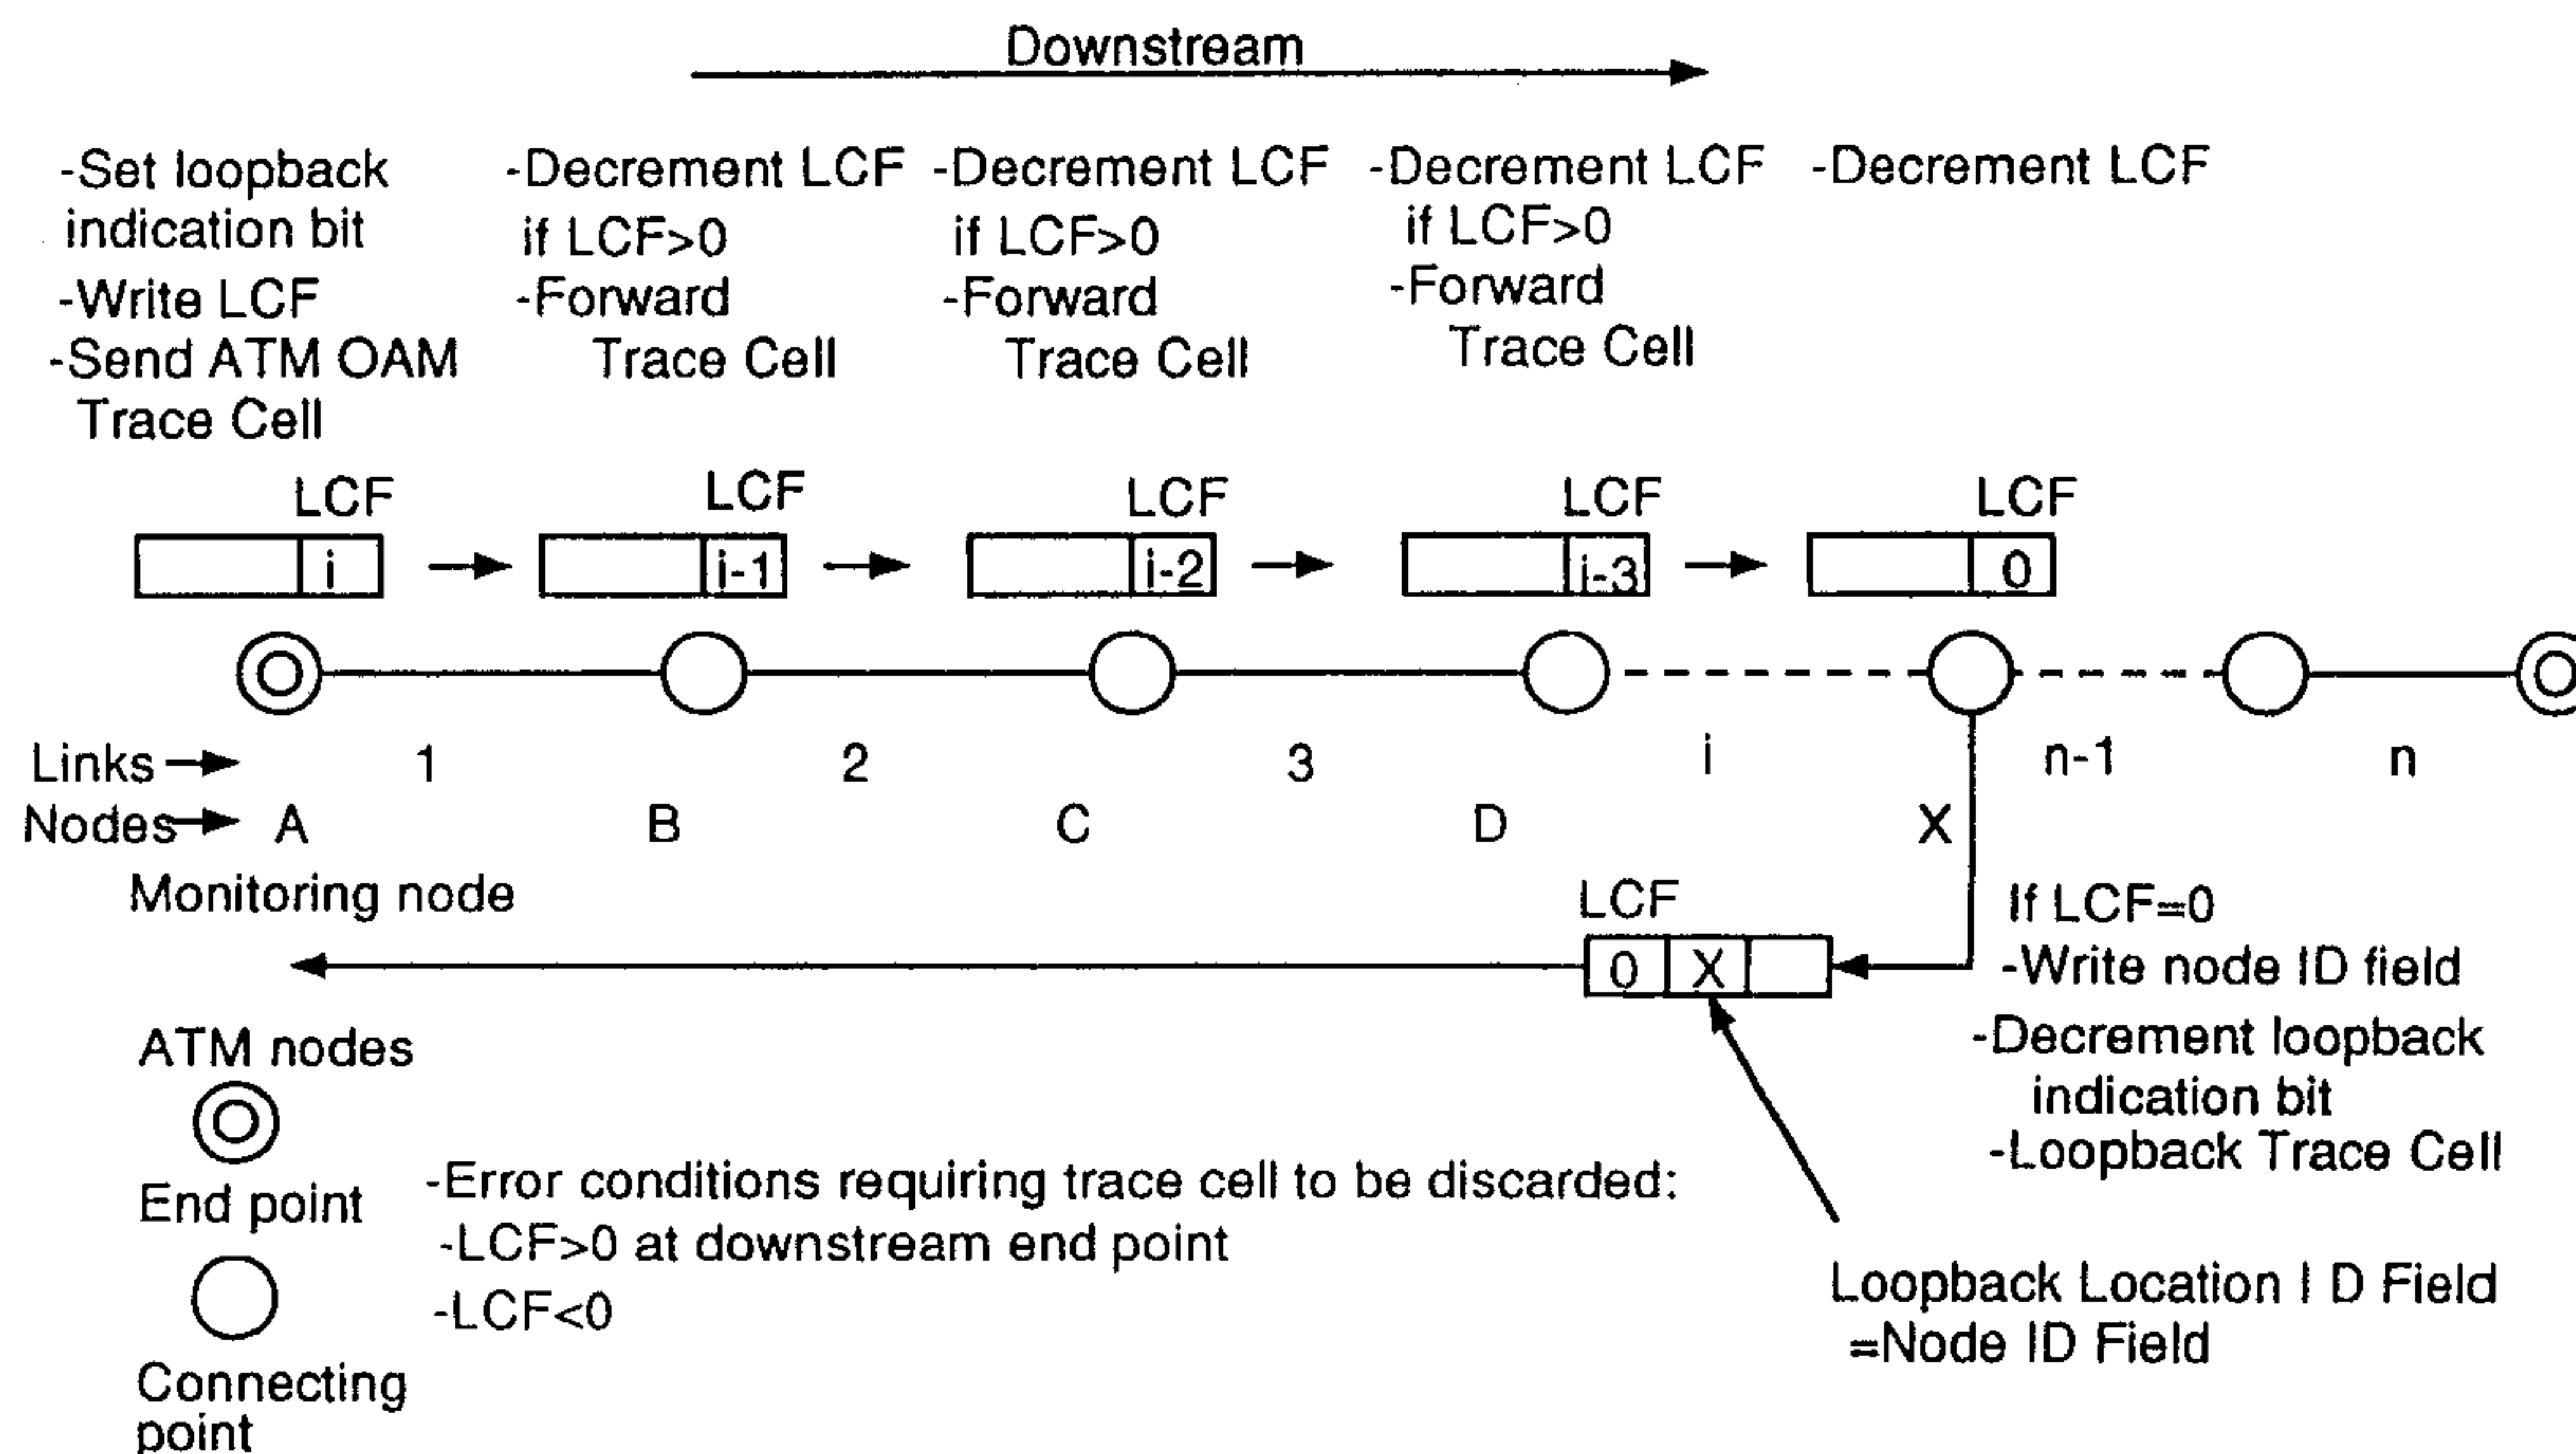 Downstream
-Set loopback
indication bit
-Write LCF
-Send ATM OAM
Trace Cell
-Decrement LCF
if LCF>0
-Forward
Trace Cell
-Decrement LCF
if LCF>0
-Forward
Trace Cell
-Decrement LCF
if LCF>0
-Forward
Trace Cell
-Decrement LCF
LCF LCF LCF LCF LCF
i i-1 i-2 i-3 0
Links 1 2 3 i n-1 n
Nodes A B C D X
Monitoring node
LCF
0 X
If LCF=0
-Write node ID field
-Decrement loopback
indication bit
-Loopback Trace Cell
Loopback Location I D Field
=Node ID Field
ATM nodes
End point
Connecting
point
-Error conditions requiring trace cell to be discarded:
-LCF>0 at downstream end point
-LCF<0